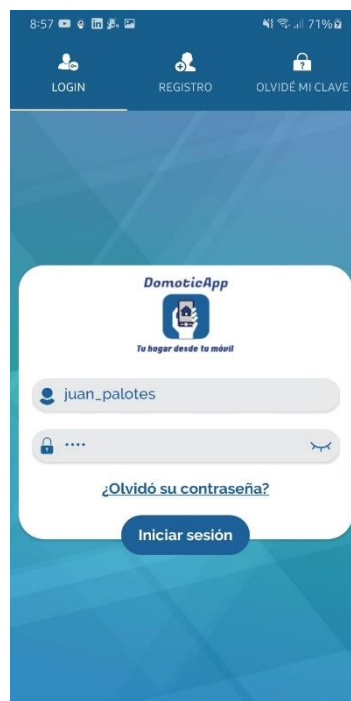 8:57
71%
LOGIN
REGISTRO
OLVIDÉ MI CLAVE
DomoticApp
Tu hogar desde tu móvil
juan_palotes
····
¿Olvidó su contraseña?
Iniciar sesión